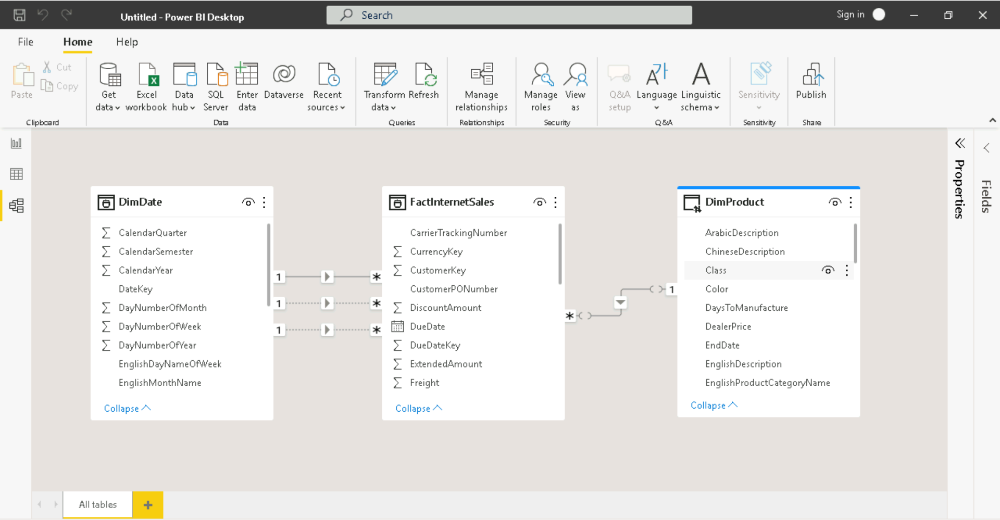 Untitled - Power BI Desktop
Search
Sign in
File
Home
Help
Paste
Cut
Copy
Clipboard
Get data
Excel workbook
Data hub
SQL Server
Enter data
Dataverse
Recent sources
Data
Transform data
Refresh
Queries
Manage relationships
Relationships
Manage roles
View as
Security
Q&A setup
Language
Linguistic schema
Q&A
Sensitivity
Sensitivity
Publish
Share
DimDate
CalendarQuarter
CalendarSemester
CalendarYear
DateKey
DayNumberOfMonth
DayNumberOfWeek
DayNumberOfYear
EnglishDayNameOfWeek
EnglishMonthName
Collapse
1 *
1 *
1 *
FactInternetSales
CarrierTrackingNumber
CurrencyKey
CustomerKey
CustomerPONumber
DiscountAmount
DueDate
DueDateKey
ExtendedAmount
Freight
Collapse
* 1
DimProduct
ArabicDescription
ChineseDescription
Class
Color
DaysToManufacture
DealerPrice
EndDate
EnglishDescription
EnglishProductCategoryName
Collapse
Properties
Fields
All tables